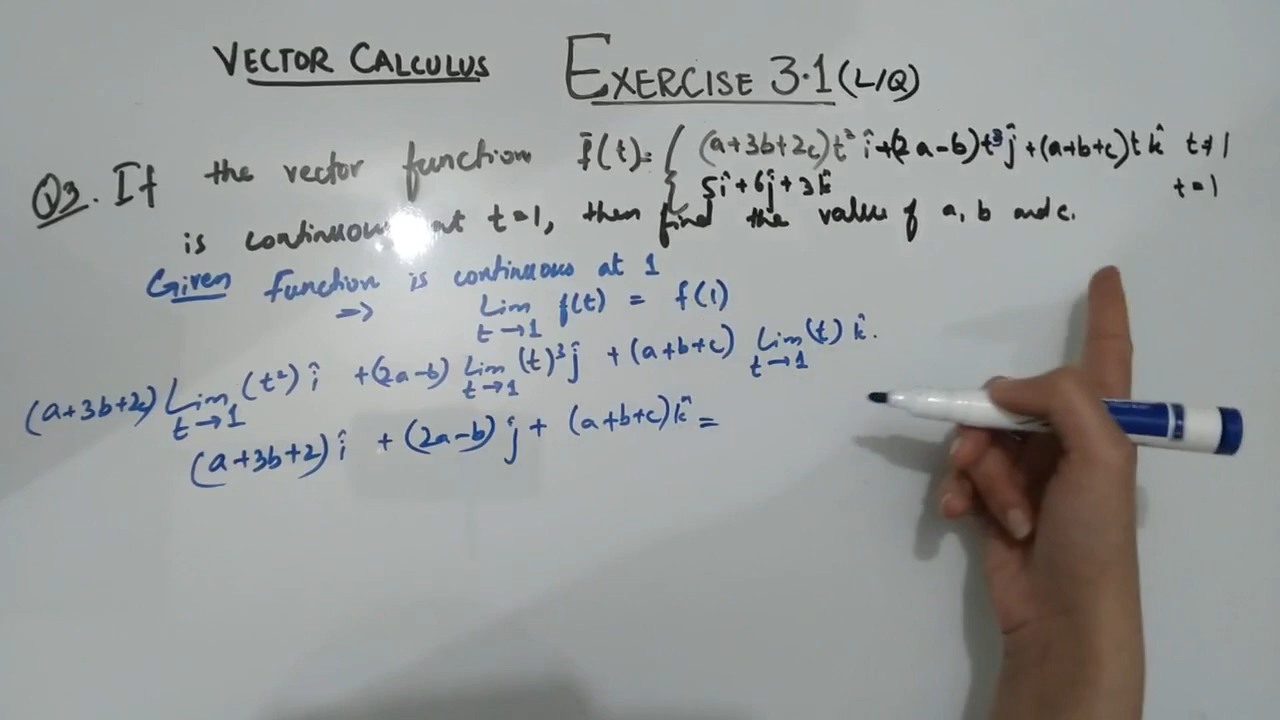 VECTOR CALCULUS EXERCISE 3.1 (L/Q)
Q3. If the vector function f̄(t) = { (a+3b+2c)t² î + (2a-b)t³ ĵ + (a+b+c)t k̂ t≠1
5î + 6ĵ + 3k̂ t=1
is continuous at t=1, then find the value of a, b and c.
Given Function is continuous at 1
=> Lim t→1 f(t) = f(1)
(a+3b+2c) Lim t→1 (t²) î + (2a-b) Lim t→1 (t)³ ĵ + (a+b+c) Lim t→1 (t) k̂.
(a+3b+2) î + (2a-b) ĵ + (a+b+c) k̂ =